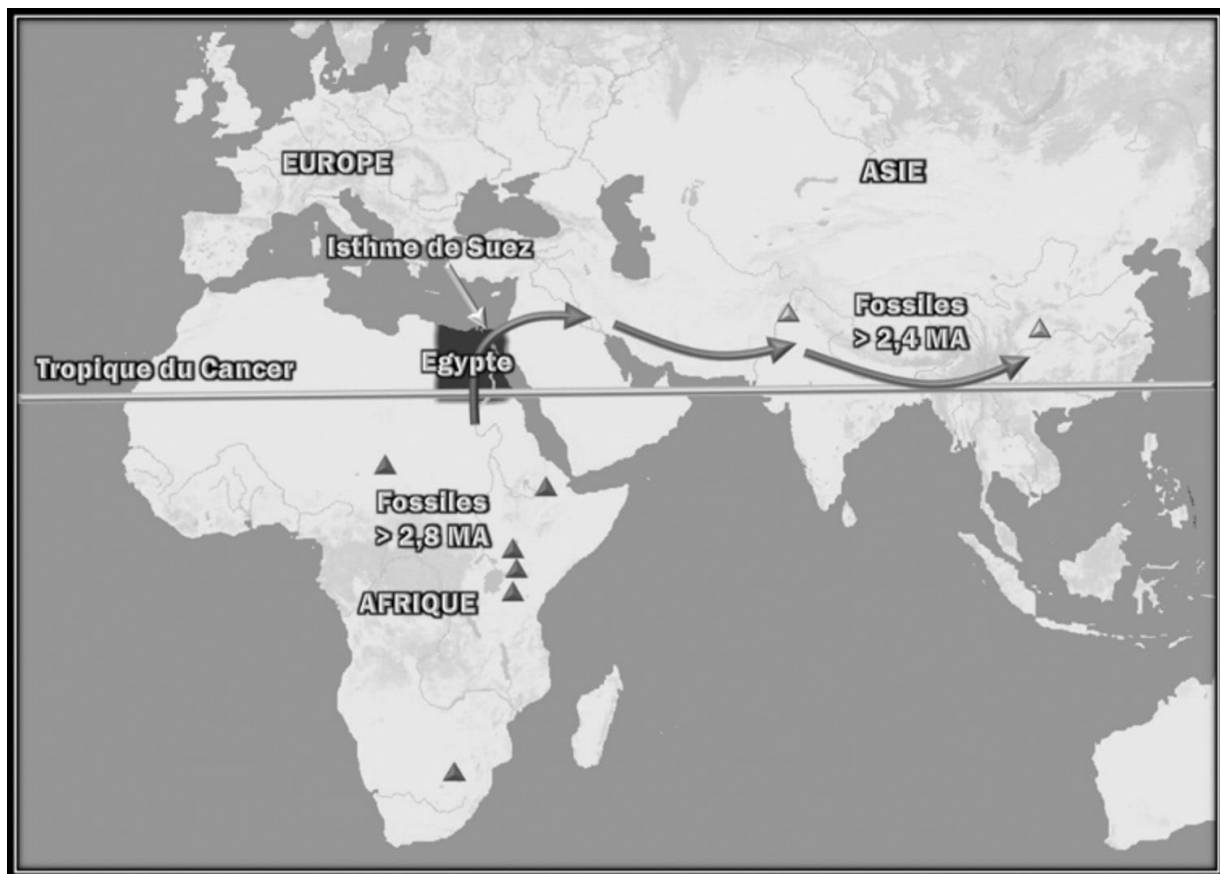 EUROPE
ASIE
Isthme de Suez
Fossiles
> 2,4 MA
Egypte
Tropique du Cancer
Fossiles
> 2,8 MA
AFRIQUE